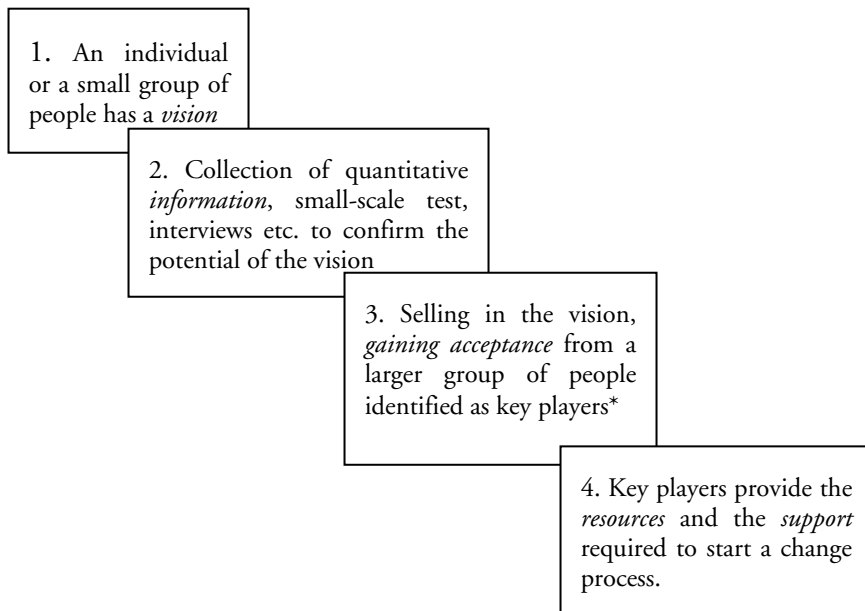 1. An individual
or a small group of
people has a vision
2. Collection of quantitative
information, small-scale test,
interviews etc. to confirm the
potential of the vision
3. Selling in the vision,
gaining acceptance from a
larger group of people
identified as key players*
4. Key players provide the
resources and the support
required to start a change
process.